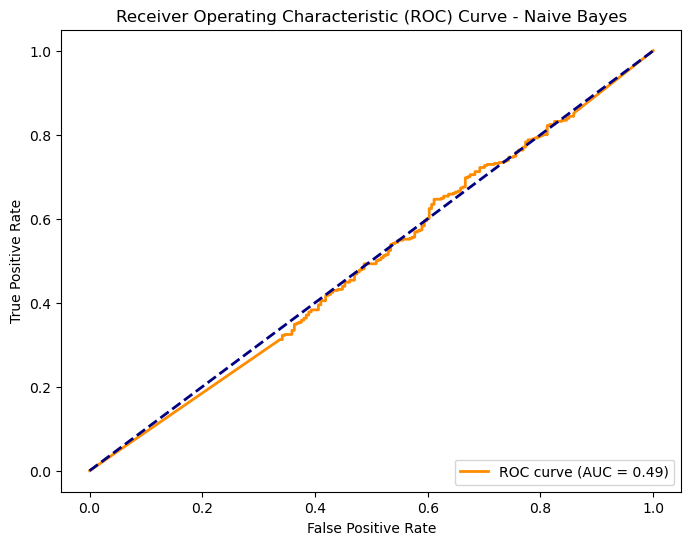 Receiver Operating Characteristic (ROC) Curve - Naive Bayes
1.0
0.8
0.6
0.4
0.2
0.0
True Positive Rate
ROC curve (AUC = 0.49)
0.0 0.2 0.4 0.6 0.8 1.0
False Positive Rate